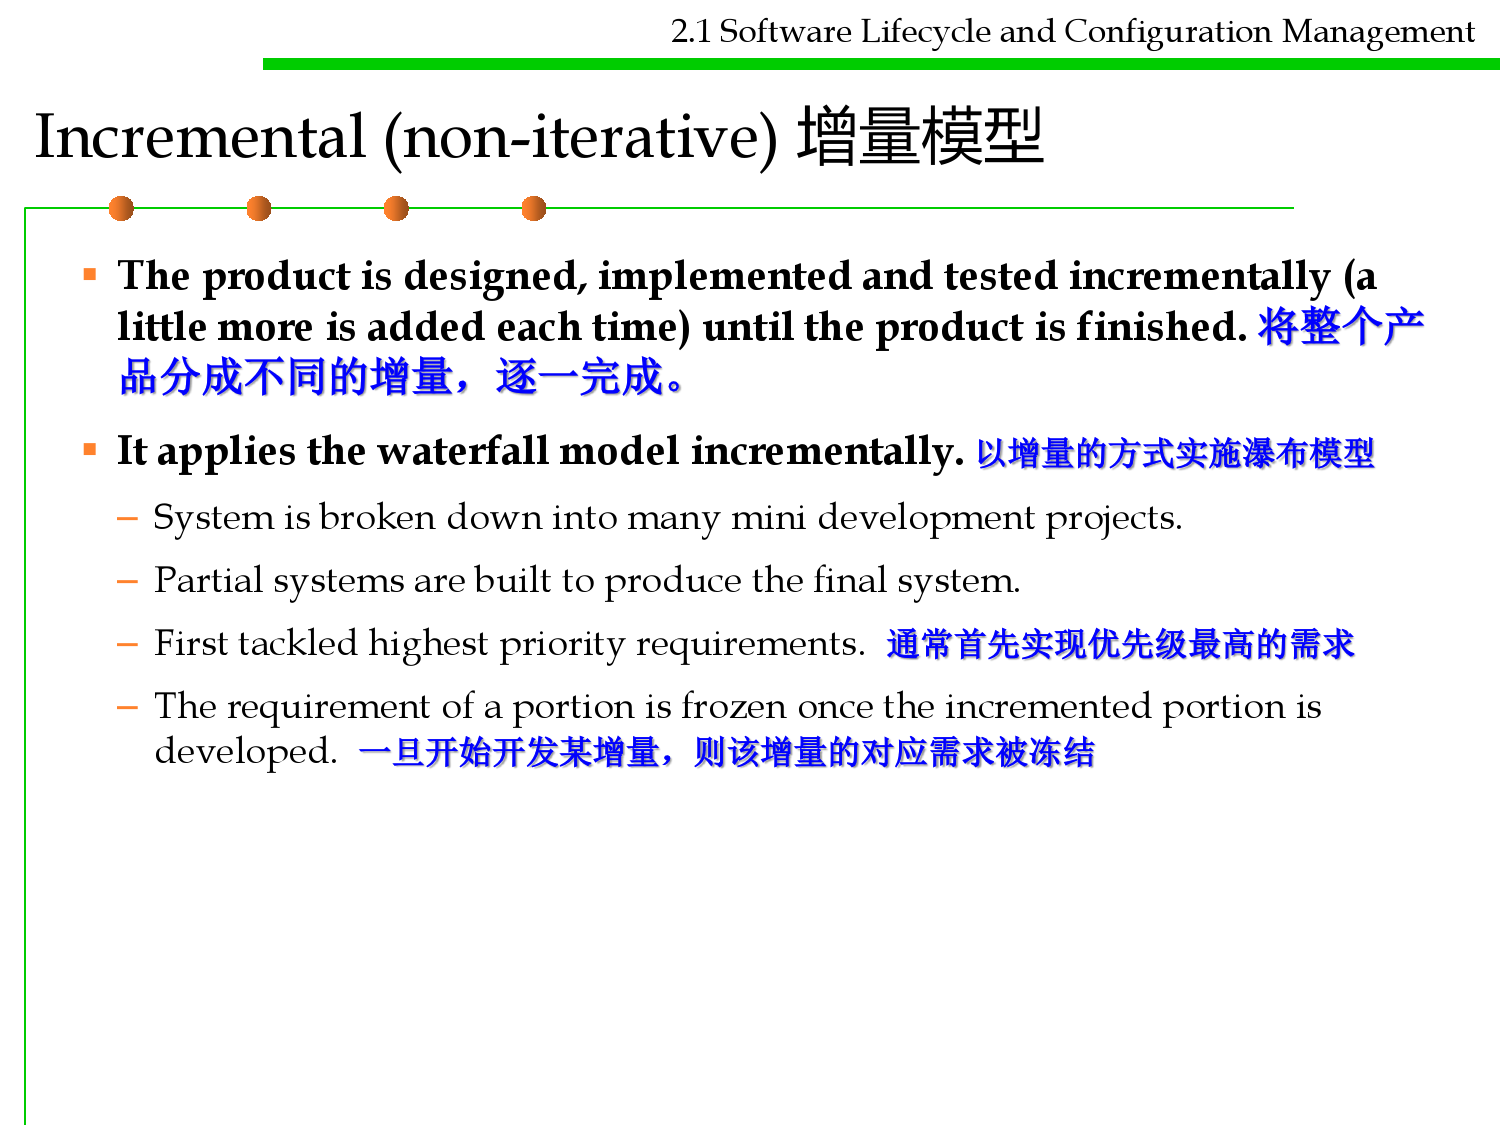 2.1 Software Lifecycle and Configuration Management
Incremental (non-iterative) 增量模型
▪ The product is designed, implemented and tested incrementally (a
little more is added each time) until the product is finished. 将整个产
品分成不同的增量，逐一完成。
▪ It applies the waterfall model incrementally. 以增量的方式实施瀑布模型
– System is broken down into many mini development projects.
– Partial systems are built to produce the final system.
– First tackled highest priority requirements. 通常首先实现优先级最高的需求
– The requirement of a portion is frozen once the incremented portion is
developed. 一旦开始开发某增量，则该增量的对应需求被冻结